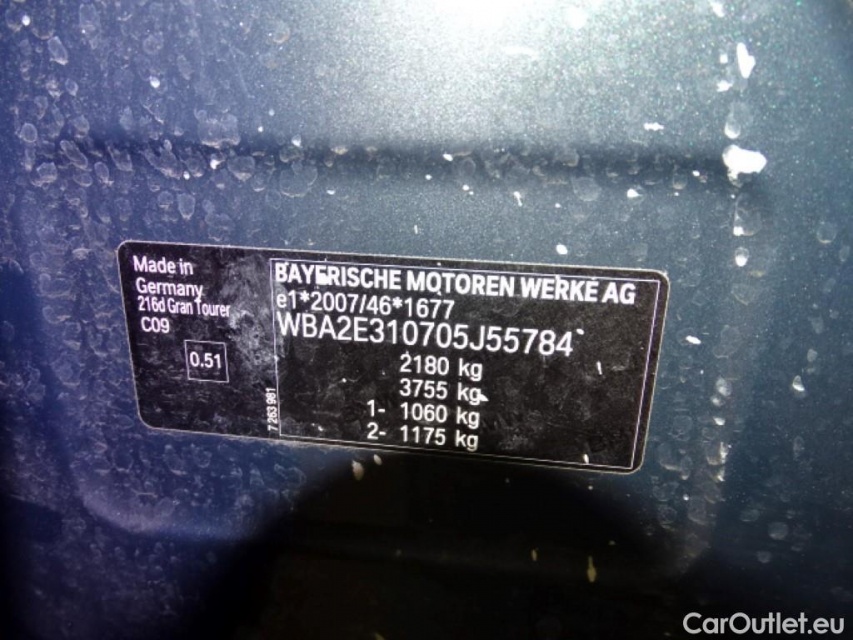 Made in
Germany
216d Gran Tourer
C09
0.51
7 263 981
BAYERISCHE MOTOREN WERKE AG
e1*2007/46*1677
WBA2E310705J55784
2180 kg
3755 kg
1- 1060 kg
2- 1175 kg
CarOutlet.eu